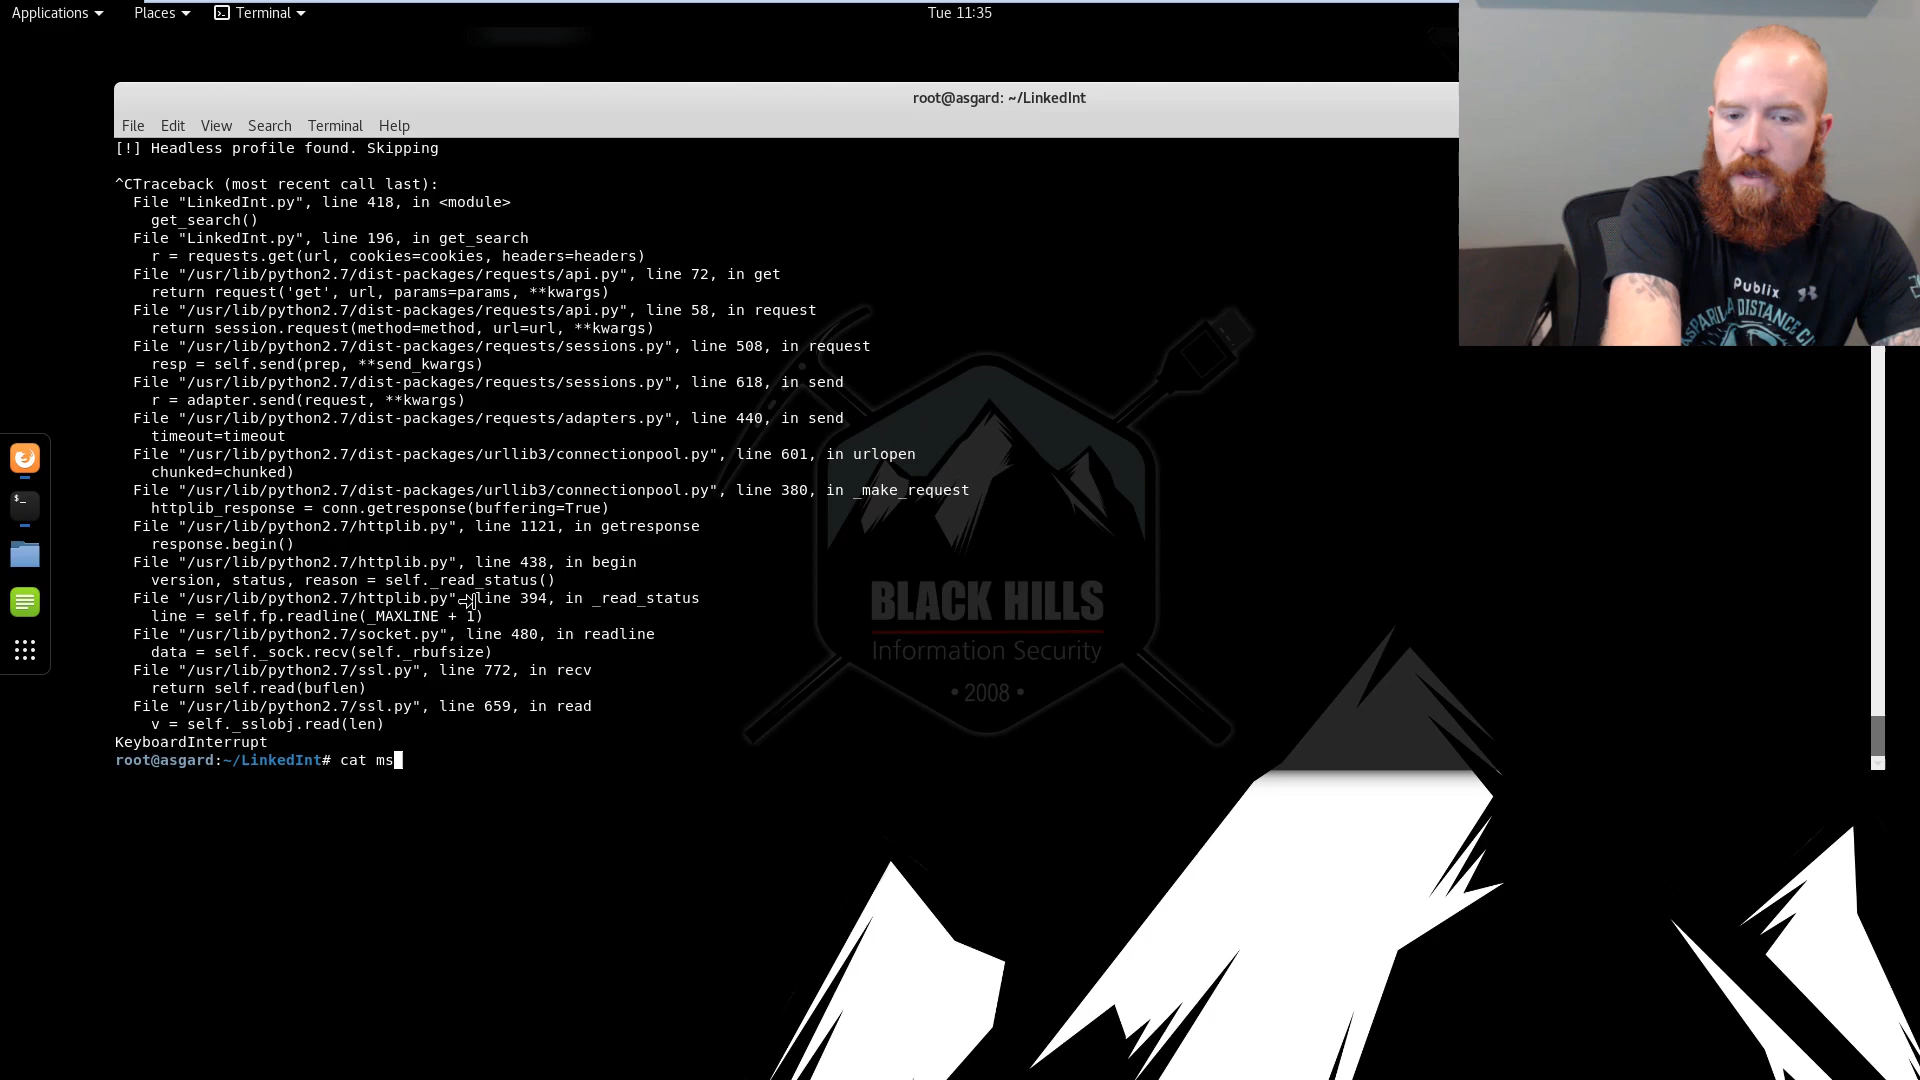 Applications Places Terminal Tue 11:35
root@asgard: ~/LinkedInt
File Edit View Search Terminal Help
[!] Headless profile found. Skipping
^CTraceback (most recent call last):
File "LinkedInt.py", line 418, in <module>
get_search()
File "LinkedInt.py", line 196, in get_search
r = requests.get(url, cookies=cookies, headers=headers)
File "/usr/lib/python2.7/dist-packages/requests/api.py", line 72, in get
return request('get', url, params=params, **kwargs)
File "/usr/lib/python2.7/dist-packages/requests/api.py", line 58, in request
return session.request(method=method, url=url, **kwargs)
File "/usr/lib/python2.7/dist-packages/requests/sessions.py", line 508, in request
resp = self.send(prep, **send_kwargs)
File "/usr/lib/python2.7/dist-packages/requests/sessions.py", line 618, in send
r = adapter.send(request, **kwargs)
File "/usr/lib/python2.7/dist-packages/requests/adapters.py", line 440, in send
timeout=timeout
File "/usr/lib/python2.7/dist-packages/urllib3/connectionpool.py", line 601, in urlopen
chunked=chunked)
File "/usr/lib/python2.7/dist-packages/urllib3/connectionpool.py", line 380, in _make_request
httplib_response = conn.getresponse(buffering=True)
File "/usr/lib/python2.7/httplib.py", line 1121, in getresponse
response.begin()
File "/usr/lib/python2.7/httplib.py", line 438, in begin
version, status, reason = self._read_status()
File "/usr/lib/python2.7/httplib.py", line 394, in _read_status
line = self.fp.readline(_MAXLINE + 1)
File "/usr/lib/python2.7/socket.py", line 480, in readline
data = self._sock.recv(self._rbufsize)
File "/usr/lib/python2.7/ssl.py", line 772, in recv
return self.read(buflen)
File "/usr/lib/python2.7/ssl.py", line 659, in read
v = self._sslobj.read(len)
KeyboardInterrupt
root@asgard:~/LinkedInt# cat ms
BLACK HILLS
Information Security
• 2008 •
Publix
DISTANCE